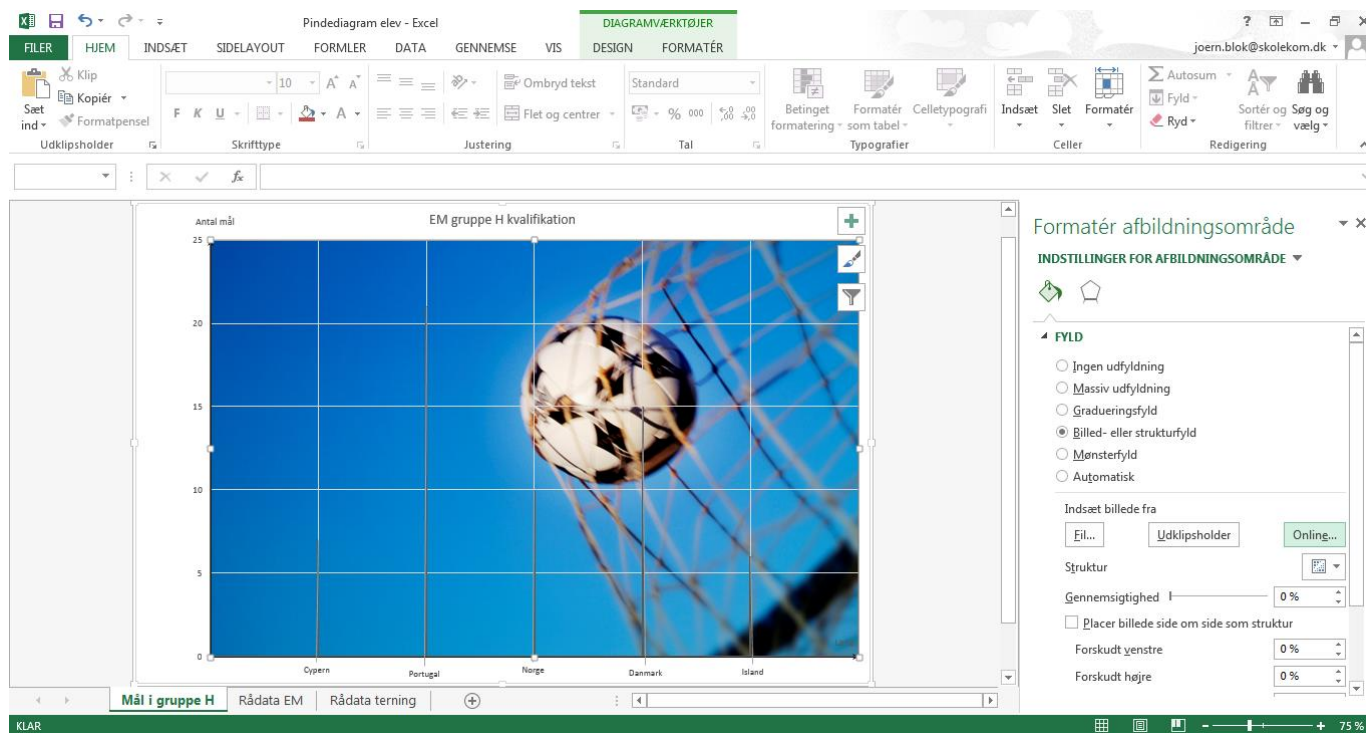 Pindediagram elev - Excel
DIAGRAMVÆRKTØJER
?
FILER HJEM INDSÆT SIDELAYOUT FORMLER DATA GENNEMSE VIS DESIGN FORMATÉR
joern.blok@skolekom.dk
Sæt ind
Klip
Kopiér
Formatpensel
Udklipsholder
10 A A
F K U A
Skrifttype
Ombryd tekst
Flet og centrer
Justering
Standard
% 000
Tal
Betinget formatering
Formatér som tabel
Celletypografi
Typografier
Indsæt Slet Formatér
Celler
Σ Autosum
Fyld
Ryd
Sortér og filtrer
Søg og vælg
Redigering
fx
Antal mål
EM gruppe H kvalifikation
25
20
15
10
5
0
Cypern Portugal Norge Danmark Island
Formatér afbildningsområde
INDSTILLINGER FOR AFBILDNINGSOMRÅDE
FYLD
Ingen udfyldning
Massiv udfyldning
Gradueringsfyld
Billed- eller strukturfyld
Mønsterfyld
Automatisk
Indsæt billede fra
Fil... Udklipsholder Online...
Struktur
Gennemsigtighed 0 %
Placer billede side om side som struktur
Forskudt venstre 0 %
Forskudt højre 0 %
Mål i gruppe H Rådata EM Rådata terning
KLAR
75 %